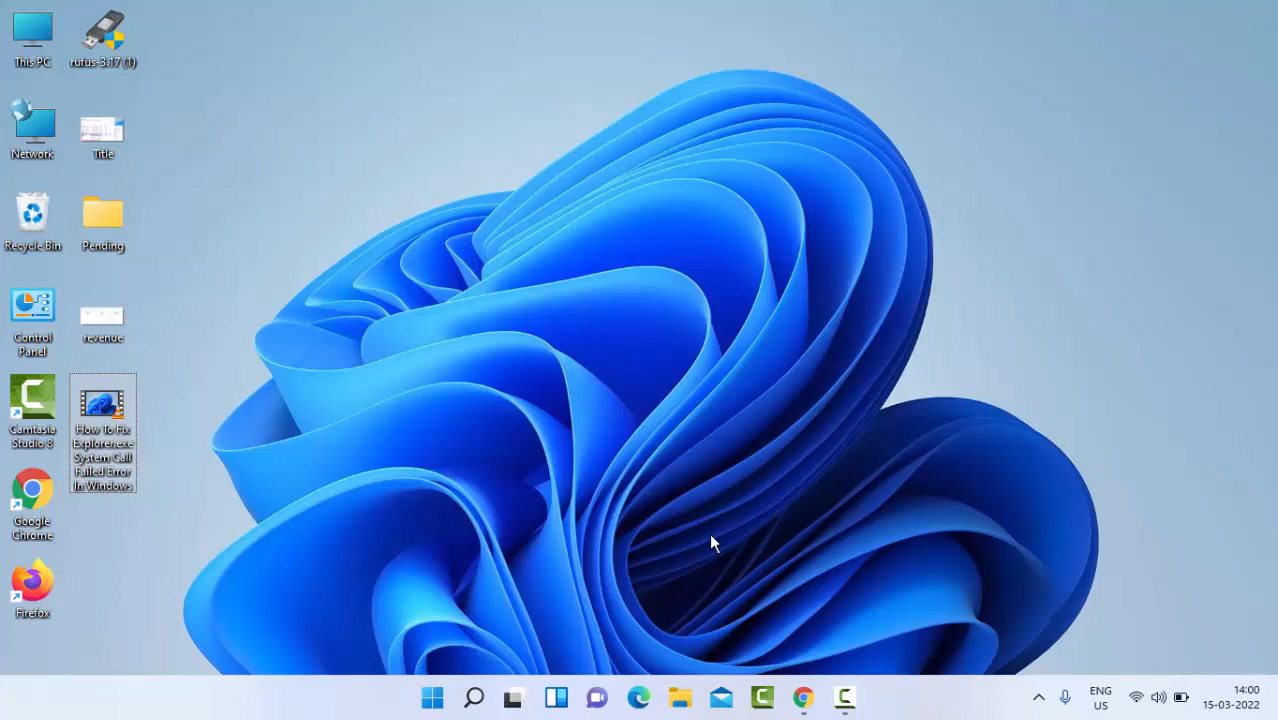 This PC
rufus-3.17 (1)
Network
Title
Recycle Bin
Pending
Control
Panel
revenue
Camtasia
Studio 8
How To Fix
Explorer.exe
System Call
Failed Error
In Windows
Google
Chrome
Firefox
ENG
US
14:00
15-03-2022